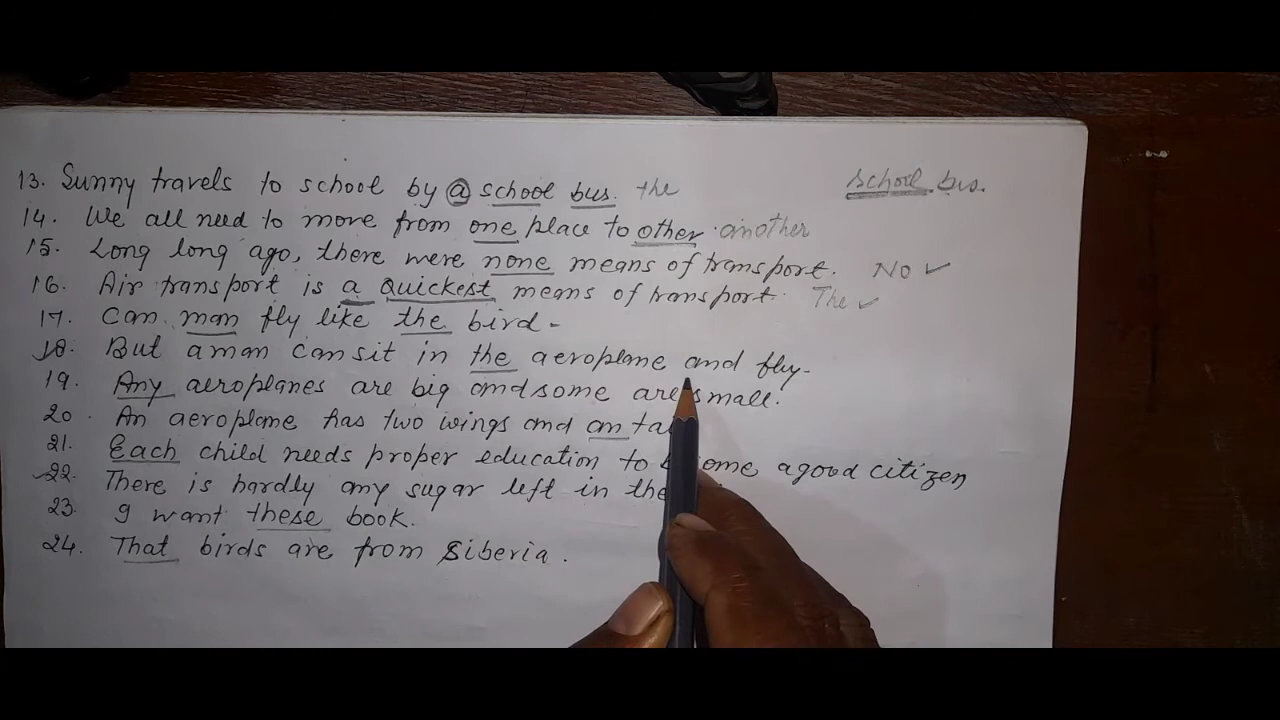 13. Sunny travels to school by a school bus. the school bus.
14. We all need to move from one place to other another
15. Long long ago, there were none means of transport. No ✓
16. Air transport is a quickest means of transport. The ✓
17. Can man fly like the bird.
18. But a man can sit in the aeroplane and fly.
19. Any aeroplanes are big and some are small.
20. An aeroplane has two wings and an
21. Each child needs proper education to a good citizen
22. There is hardly any sugar left in the
23. I want these book.
24. That birds are from Siberia.